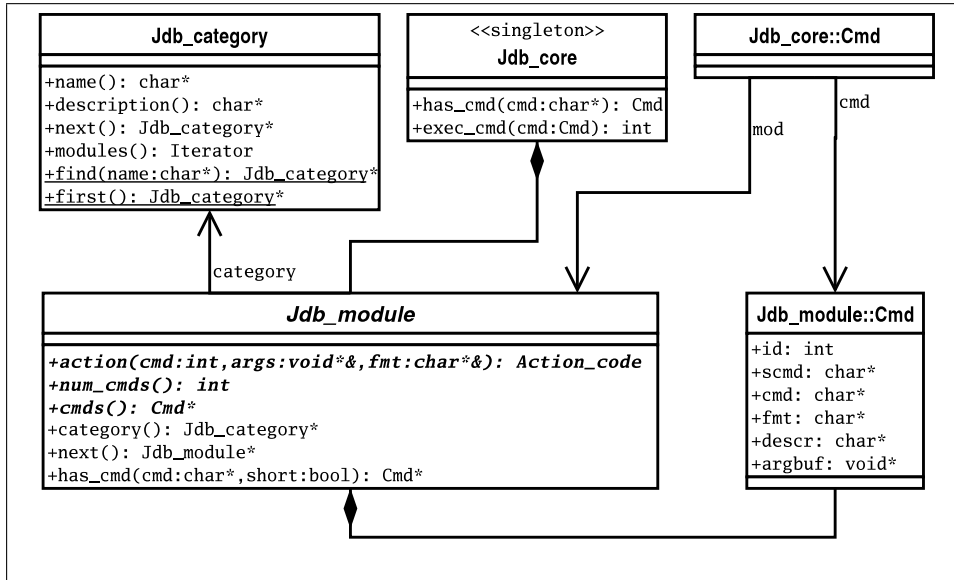 Jdb_category
+name(): char*
+description(): char*
+next(): Jdb_category*
+modules(): Iterator
+find(name:char*): Jdb_category*
+first(): Jdb_category*
<<singleton>>
Jdb_core
+has_cmd(cmd:char*): Cmd
+exec_cmd(cmd:Cmd): int
Jdb_core::Cmd
cmd
mod
category
Jdb_module
+action(cmd:int,args:void*&,fmt:char*&): Action_code
+num_cmds(): int
+cmds(): Cmd*
+category(): Jdb_category*
+next(): Jdb_module*
+has_cmd(cmd:char*,short:bool): Cmd*
Jdb_module::Cmd
+id: int
+scmd: char*
+cmd: char*
+fmt: char*
+descr: char*
+argbuf: void*